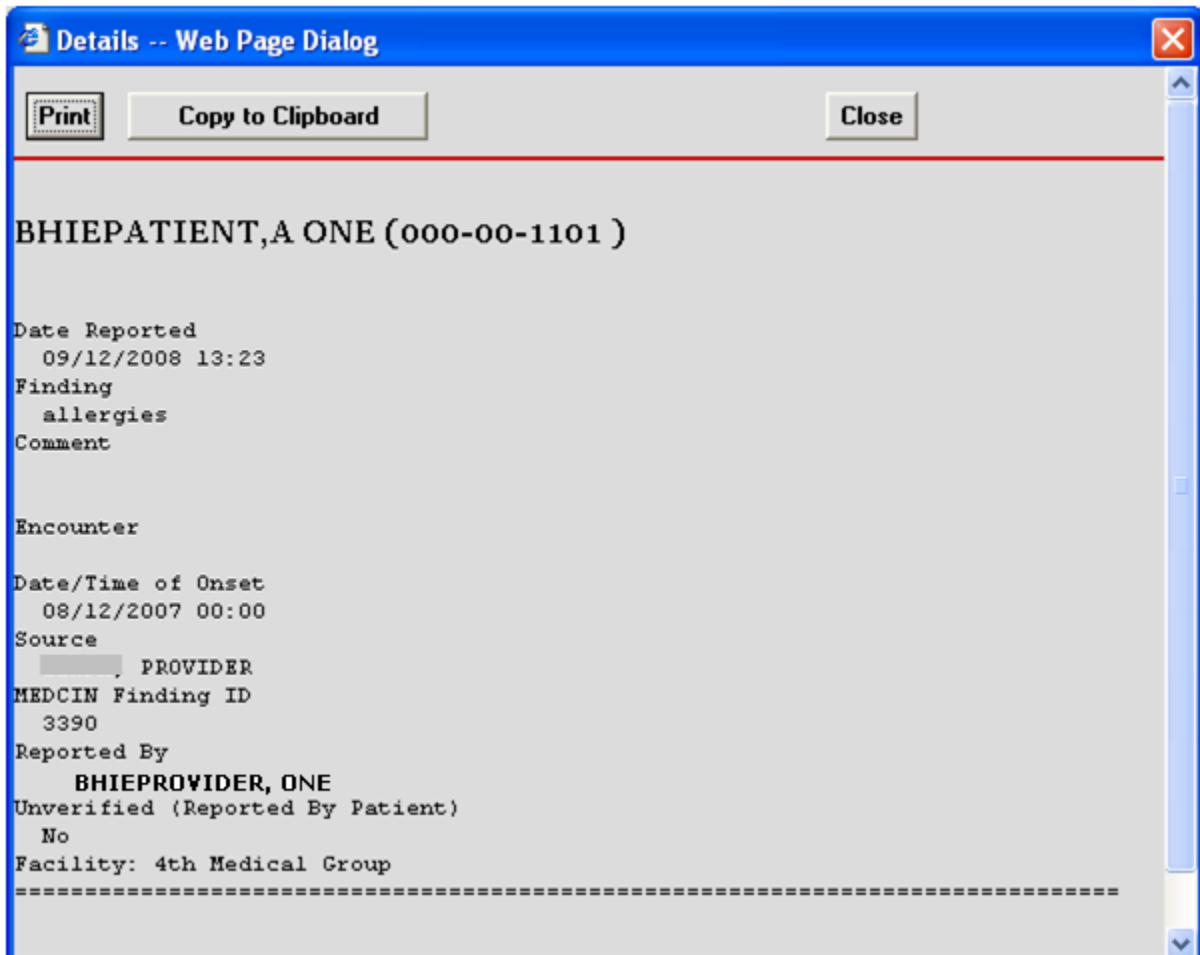 Details -- Web Page Dialog
Print Copy to Clipboard Close
BHIEPATIENT,A ONE (000-00-1101 )
Date Reported
09/12/2008 13:23
Finding
allergies
Comment
Encounter
Date/Time of Onset
08/12/2007 00:00
Source
, PROVIDER
MEDCIN Finding ID
3390
Reported By
BHIEPROVIDER, ONE
Unverified (Reported By Patient)
No
Facility: 4th Medical Group
===============================================================================